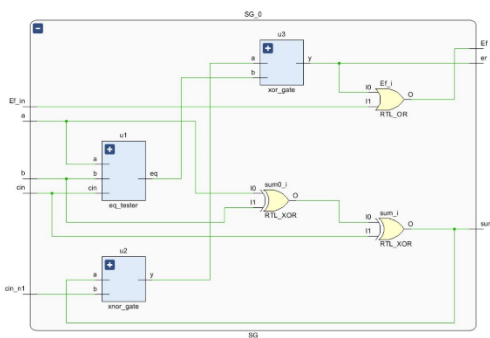 SG_0
u3
a
y
b
xor_gate
Ef
er
Ef_i
I0
O
I1
RTL_OR
Ef_in
a
u1
a
b
b
eq
cin
cin
eq_tester
sum0_i
I0
O
I1
RTL_XOR
sum_i
I0
O
I1
RTL_XOR
sum
u2
a
y
cin_n1
b
xnor_gate
SG